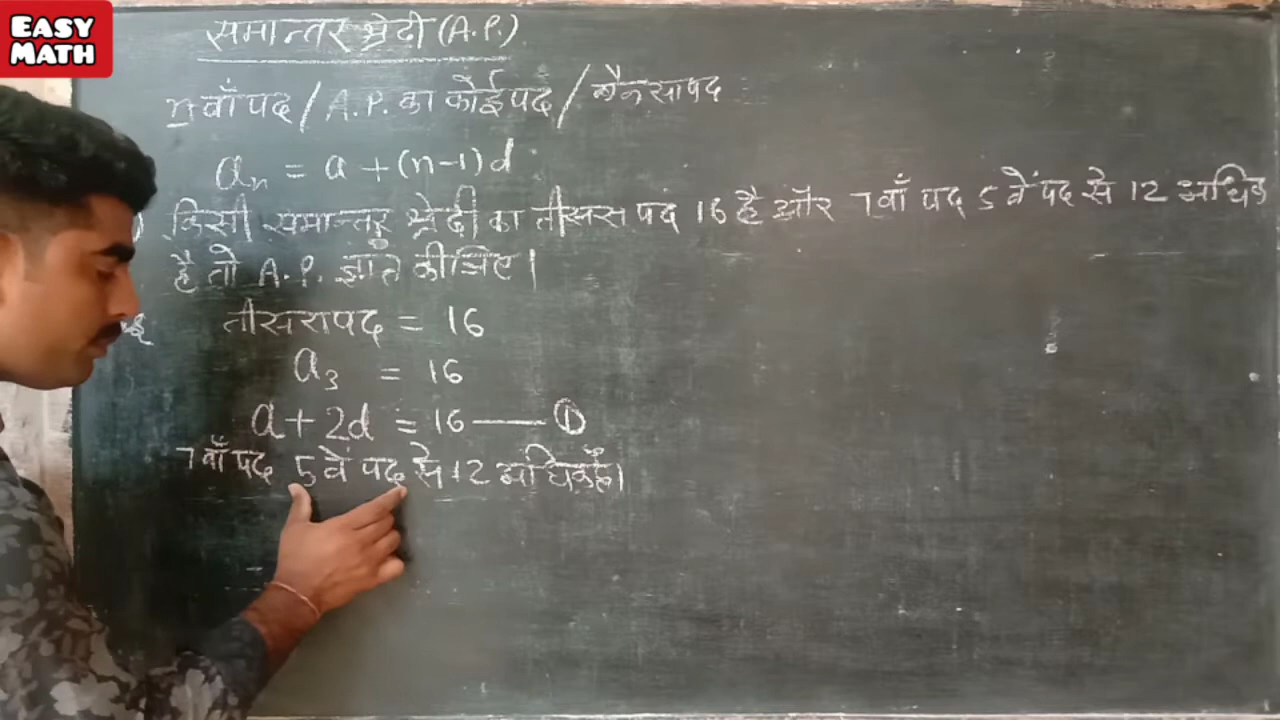 EASY
MATH
समान्तर श्रेढी (A.P.)
nवाँ पद / A.P. का कोई पद / कौन सा पद
aₙ = a + (n-1)d
किसी समान्तर श्रेढी का तीसरा पद 16 है और 7वाँ पद 5वें पद से 12 अधिक
है तो A.P. ज्ञात कीजिए।
तीसरा पद = 16
a₃ = 16
a + 2d = 16 —— ①
7वाँ पद 5वें पद से 12 अधिक है।